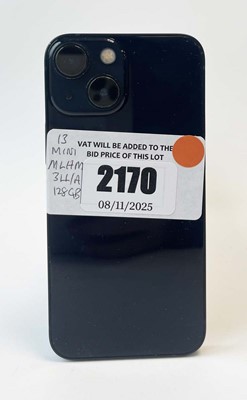 13
MINI
MLHM
3LL/A
128GB
VAT WILL BE ADDED TO THE
BID PRICE OF THIS LOT
2170
08/11/2025